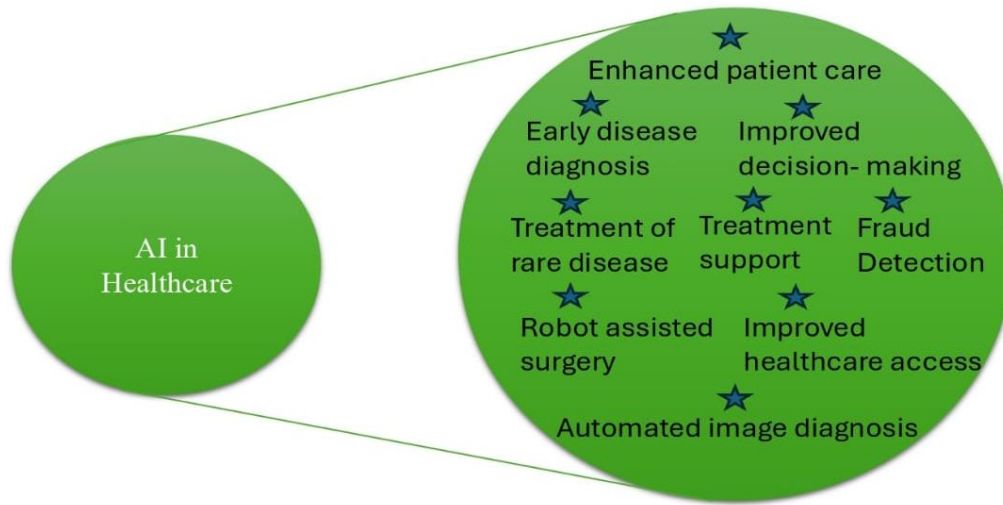 AI in
Healthcare
Enhanced patient care
Early disease
diagnosis
Improved
decision- making
Treatment of
rare disease
Treatment
support
Fraud
Detection
Robot assisted
surgery
Improved
healthcare access
Automated image diagnosis